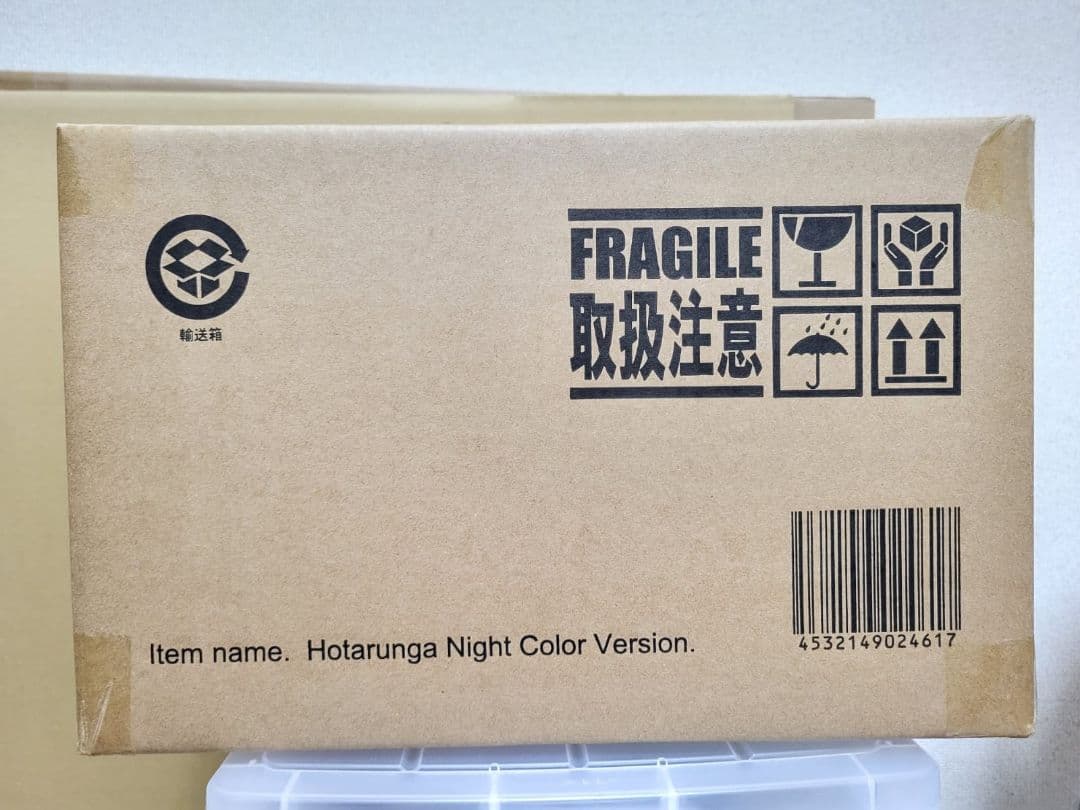 FRAGILE
取扱注意
輸送箱
Item name. Hotarunga Night Color Version.
4532149024617